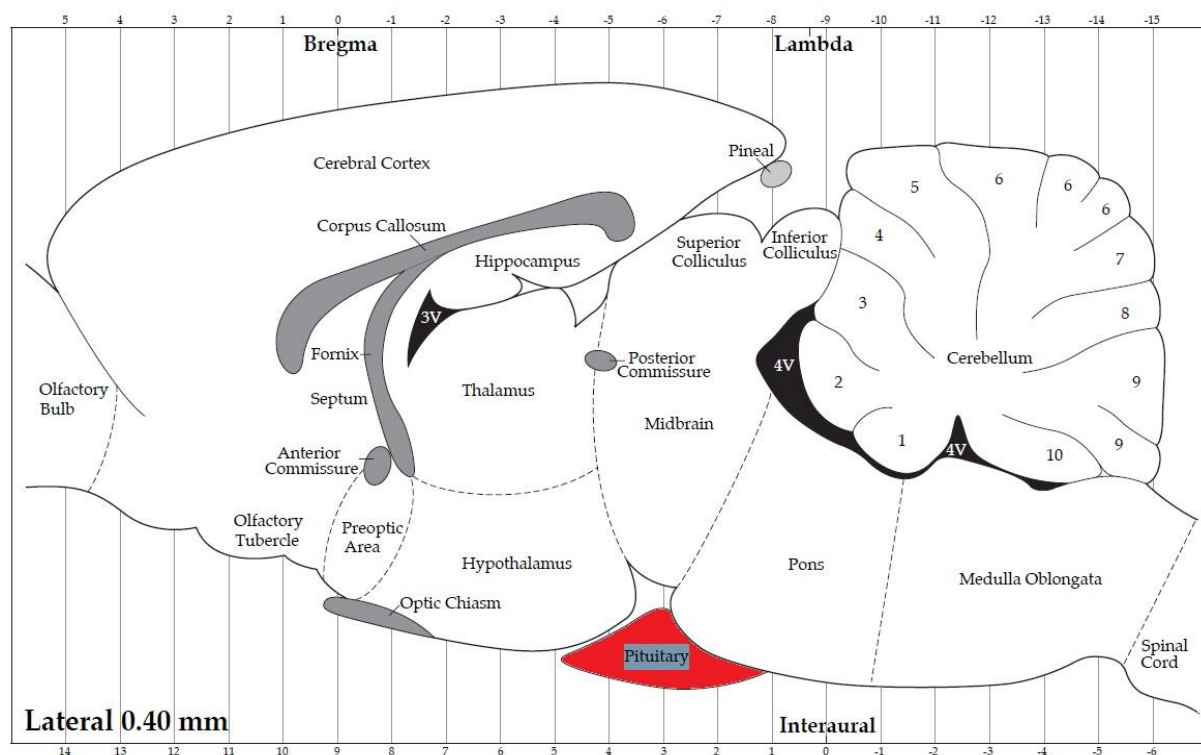 5 4 3 2 1 0 -1 -2 -3 -4 -5 -6 -7 -8 -9 -10 -11 -12 -13 -14 -15
Bregma
Lambda
Pineal
Cerebral Cortex
5
6
6
6
Corpus Callosum
4
Superior
Colliculus
Inferior
Colliculus
Hippocampus
7
3
8
3V
Fornix
Posterior
Commissure
4V
Cerebellum
Olfactory
Bulb
Septum
Thalamus
2
9
Midbrain
Anterior
Commissure
1
4V
10
9
Olfactory
Tubercle
Preoptic
Area
Hypothalamus
Pons
Medulla Oblongata
Optic Chiasm
Pituitary
Spinal
Cord
Lateral 0.40 mm
Interaural
14 13 12 11 10 9 8 7 6 5 4 3 2 1 0 -1 -2 -3 -4 -5 -6